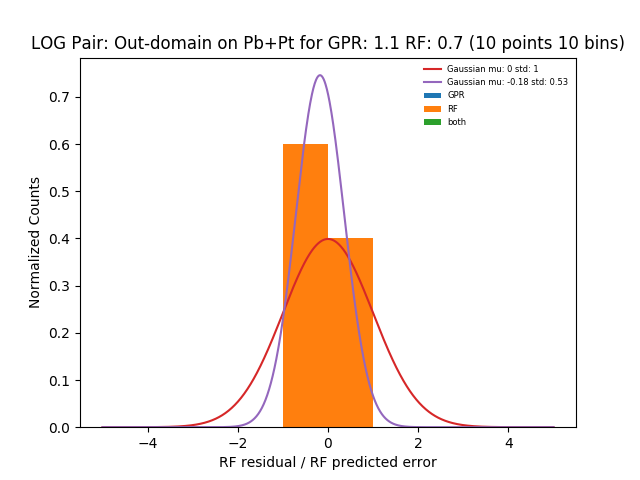 LOG Pair: Out-domain on Pb+Pt for GPR: 1.1 RF: 0.7 (10 points 10 bins)
Gaussian mu: 0 std: 1
Gaussian mu: -0.18 std: 0.53
GPR
RF
both
Normalized Counts
0.7
0.6
0.5
0.4
0.3
0.2
0.1
0.0
−4
−2
0
2
4
RF residual / RF predicted error